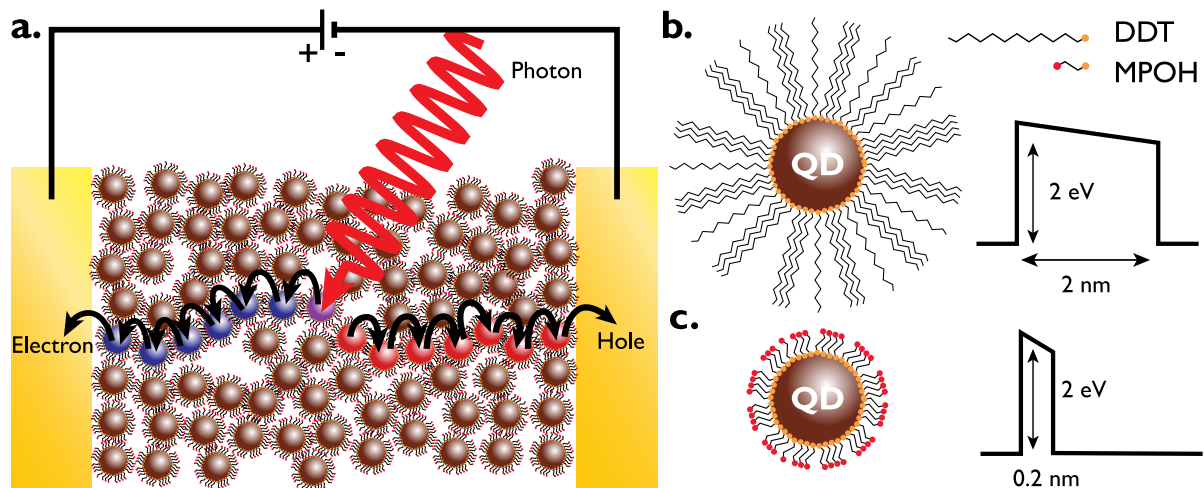 a.
+ -
Photon
Electron
Hole
b.
DDT
MPOH
QD
2 eV
2 nm
c.
QD
2 eV
0.2 nm